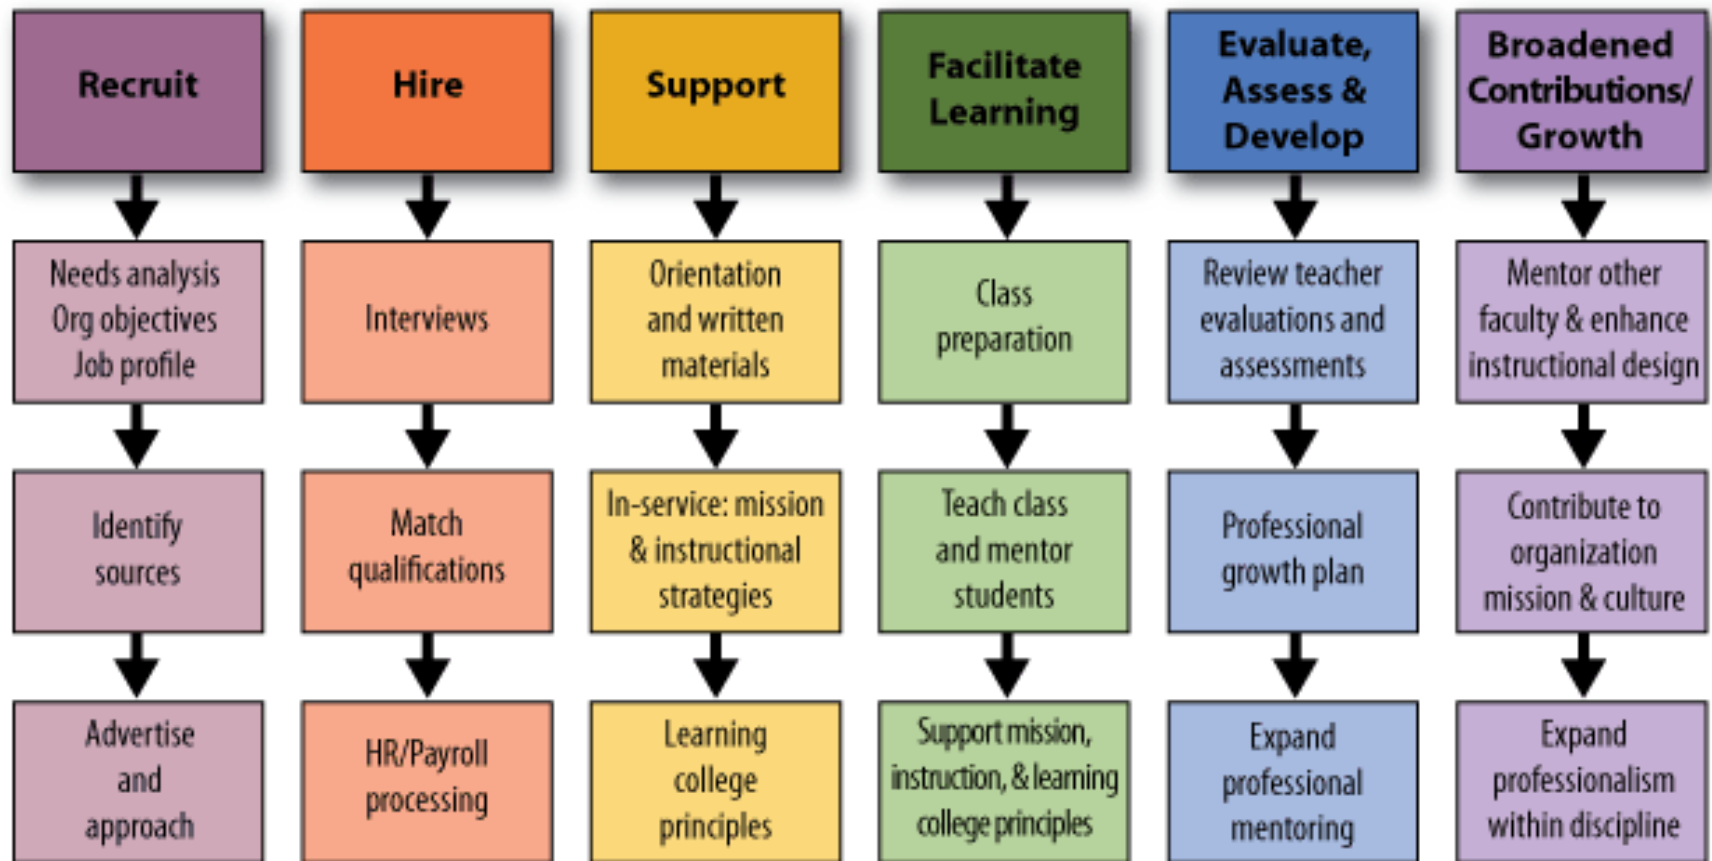 Recruit
Needs analysis
Org objectives
Job profile
Identify
sources
Advertise
and
approach
Hire
Interviews
Match
qualifications
HR/Payroll
processing
Support
Orientation
and written
materials
In-service: mission
& instructional
strategies
Learning
college
principles
Facilitate
Learning
Class
preparation
Teach class
and mentor
students
Support mission,
instruction, & learning
college principles
Evaluate,
Assess &
Develop
Review teacher
evaluations and
assessments
Professional
growth plan
Expand
professional
mentoring
Broadened
Contributions/
Growth
Mentor other
faculty & enhance
instructional design
Contribute to
organization
mission & culture
Expand
professionalism
within discipline